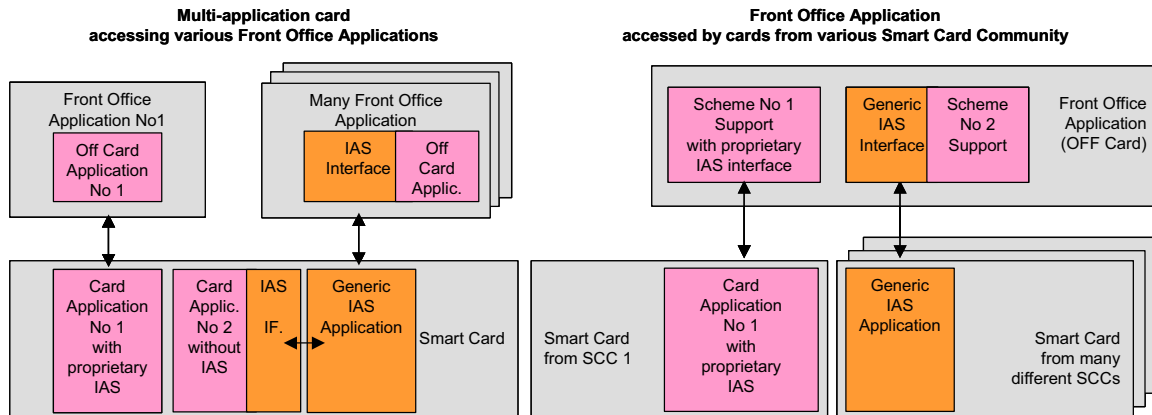 Multi-application card
accessing various Front Office Applications
Front Office
Application No1
Off Card
Application
No 1
Many Front Office
Application
IAS
Interface
Off
Card
Applic.
Card
Application
No 1
with
proprietary
IAS
Card
Applic.
No 2
without
IAS
IAS
IF.
Generic
IAS
Application
Smart Card
Front Office Application
accessed by cards from various Smart Card Community
Scheme No 1
Support
with proprietary
IAS interface
Generic
IAS
Interface
Scheme
No 2
Support
Front Office
Application
(OFF Card)
Smart Card
from SCC 1
Card
Application
No 1
with
proprietary
IAS
Generic
IAS
Application
Smart Card
from many
different SCCs